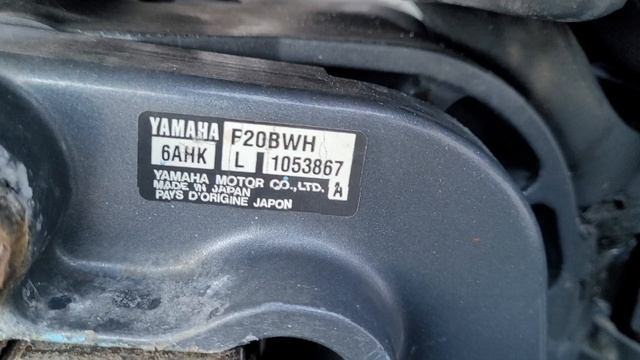 YAMAHA F20BWH
6AHK L 1053867
YAMAHA MOTOR CO.,LTD. A
MADE IN JAPAN
PAYS D'ORIGINE JAPON